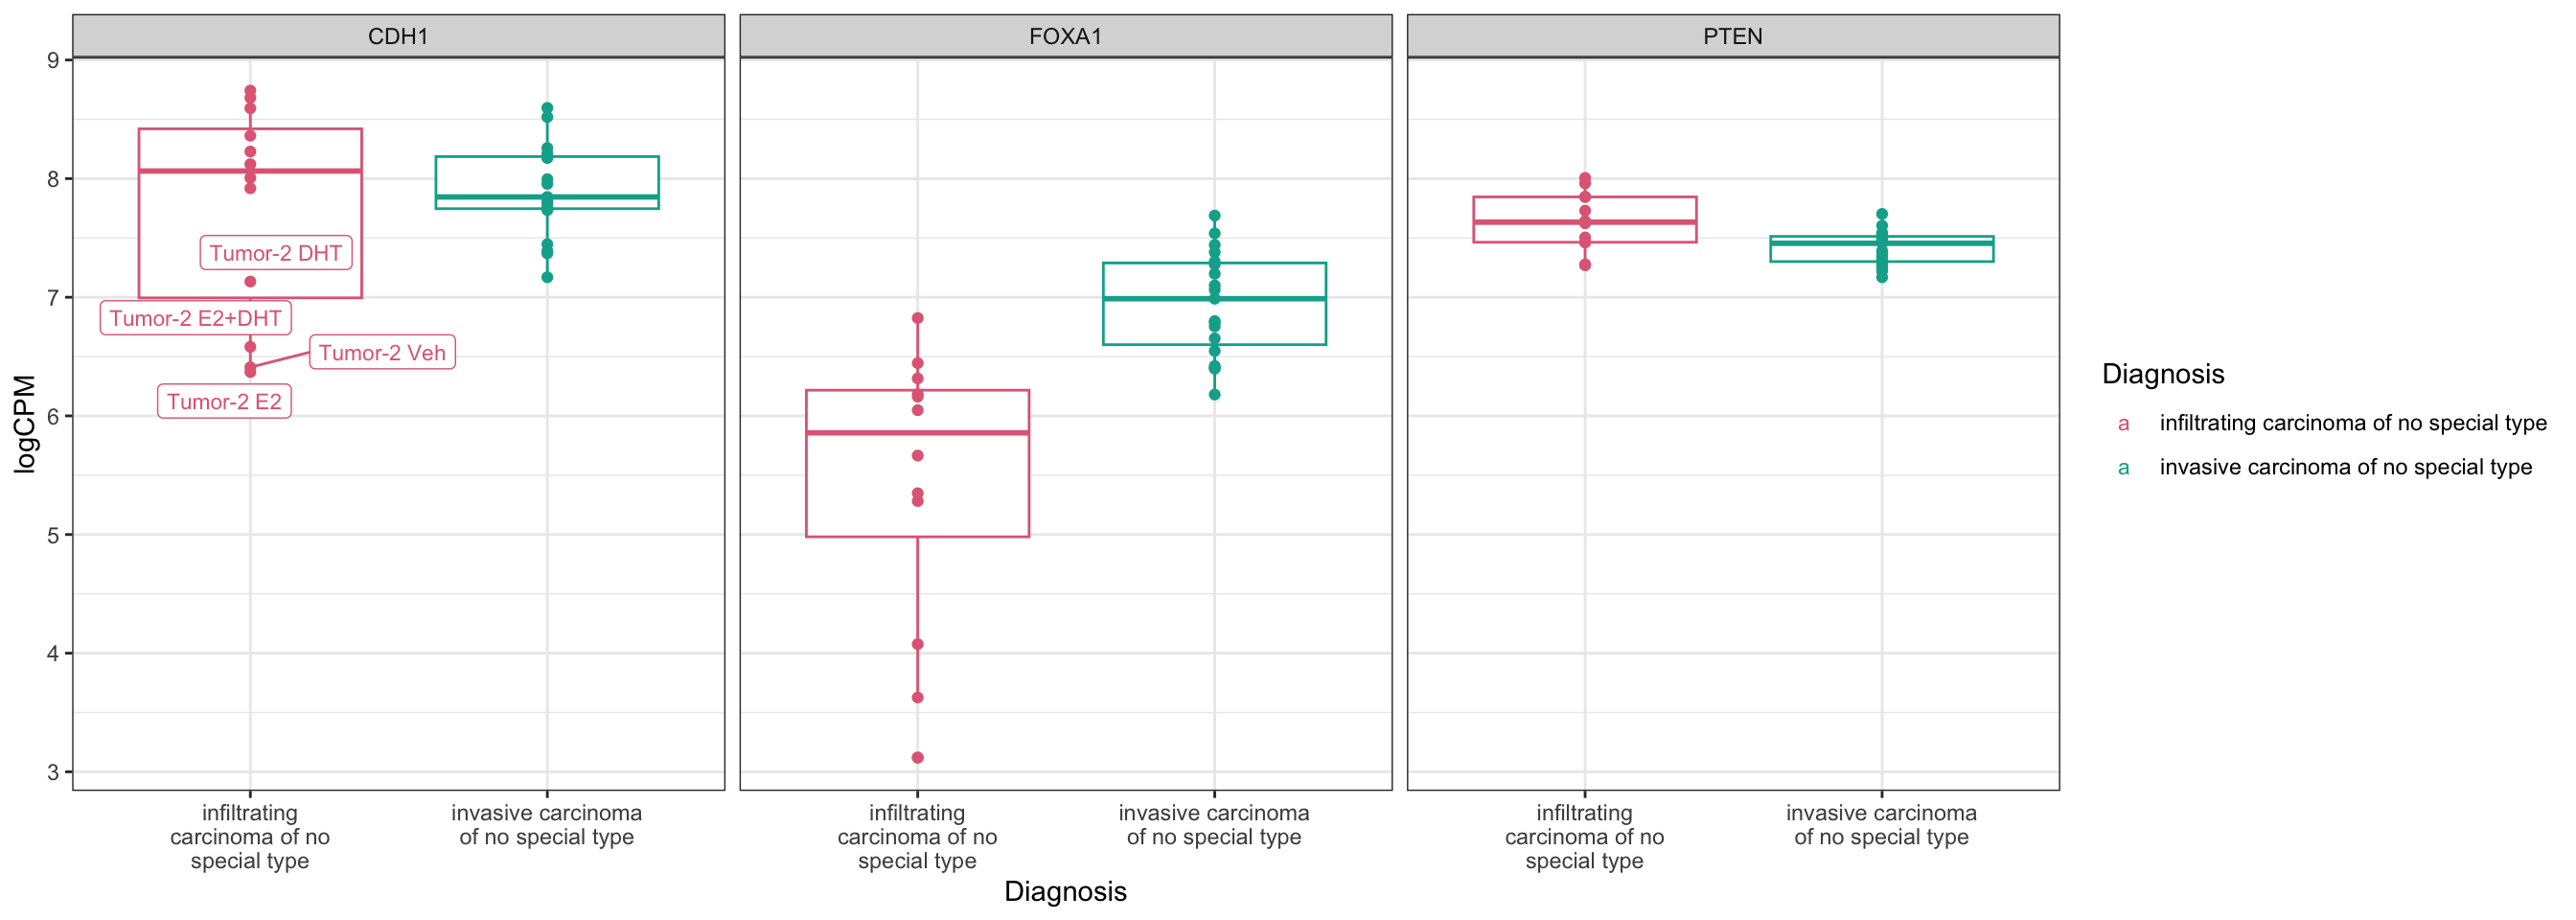 CDH1
FOXA1
PTEN
logCPM
9
8
7
6
5
4
3
Tumor-2 DHT
Tumor-2 E2+DHT
Tumor-2 Veh
Tumor-2 E2
infiltrating
carcinoma of no
special type
invasive carcinoma
of no special type
infiltrating
carcinoma of no
special type
invasive carcinoma
of no special type
infiltrating
carcinoma of no
special type
invasive carcinoma
of no special type
Diagnosis
Diagnosis
a infiltrating carcinoma of no special type
a invasive carcinoma of no special type